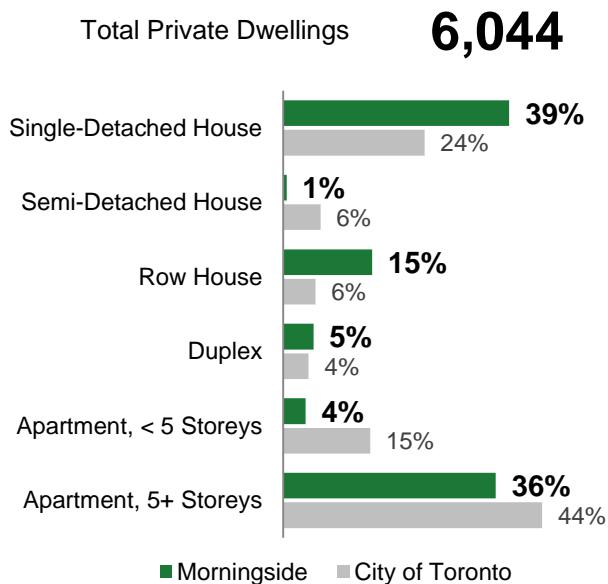 Total Private Dwellings 6,044
Single-Detached House 39%
24%
Semi-Detached House 1%
6%
Row House 15%
6%
Duplex 5%
4%
Apartment, < 5 Storeys 4%
15%
Apartment, 5+ Storeys 36%
44%
Morningside City of Toronto